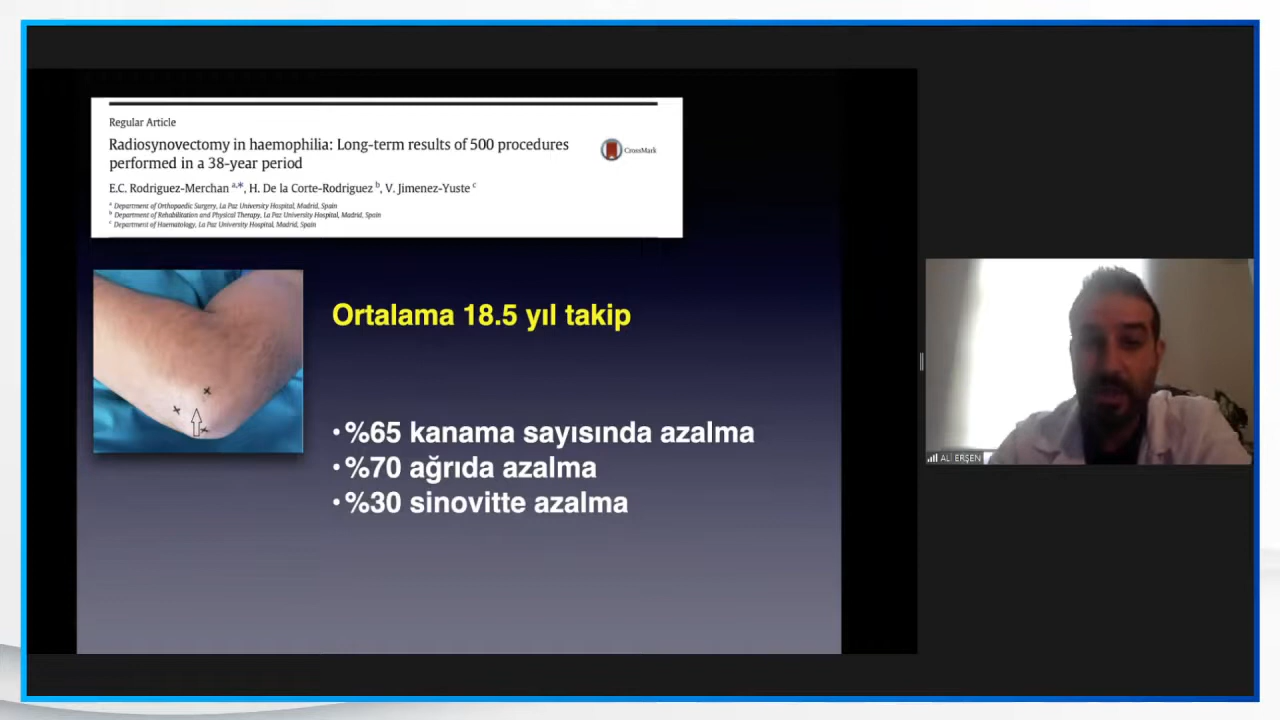 Regular Article
Radiosynovectomy in haemophilia: Long-term results of 500 procedures
performed in a 38-year period
CrossMark
E.C. Rodriguez-Merchan a,*, H. De la Corte-Rodriguez b, V. Jimenez-Yuste c
a Department of Orthopaedic Surgery, La Paz University Hospital, Madrid, Spain
b Department of Rehabilitation and Physical Therapy, La Paz University Hospital, Madrid, Spain
c Department of Haematology, La Paz University Hospital, Madrid, Spain
Ortalama 18.5 yıl takip
•%65 kanama sayısında azalma
•%70 ağrıda azalma
•%30 sinovitte azalma
ALİ ERŞEN